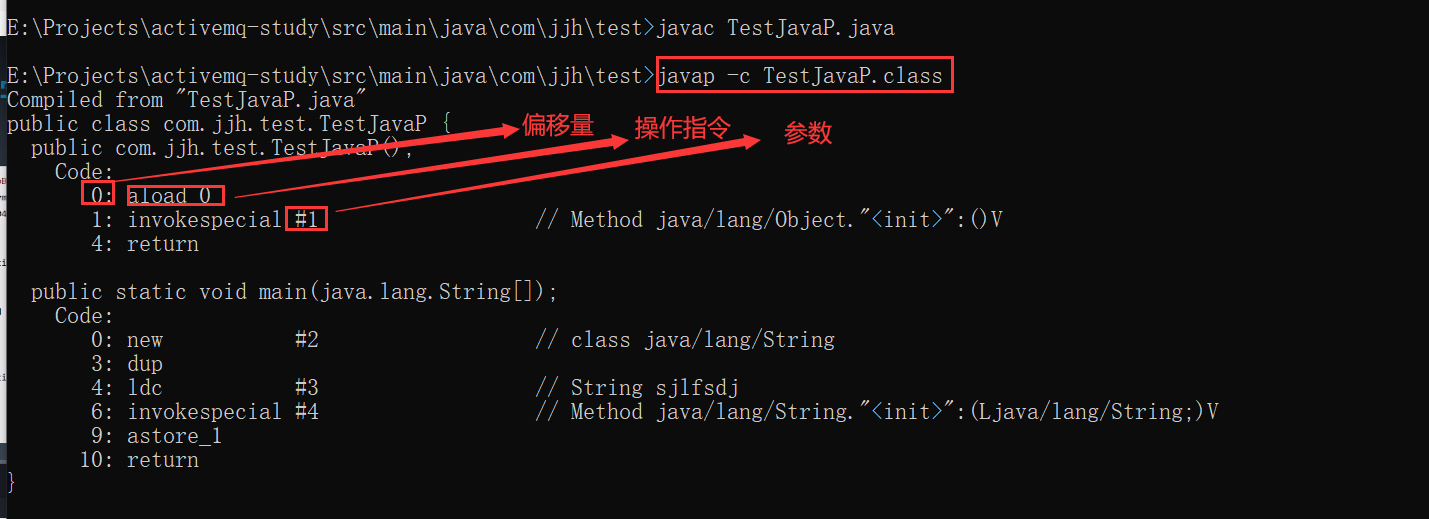 E:\Projects\activemq-study\src\main\java\com\jjh\test>javac TestJavaP.java
E:\Projects\activemq-study\src\main\java\com\jjh\test>javap -c TestJavaP.class
Compiled from "TestJavaP.java"
public class com.jjh.test.TestJavaP {
偏移量 操作指令 参数
public com.jjh.test.TestJavaP();
Code:
0: aload_0
1: invokespecial #1 // Method java/lang/Object."<init>":()V
4: return
public static void main(java.lang.String[]);
Code:
0: new #2 // class java/lang/String
3: dup
4: ldc #3 // String sjlfsdj
6: invokespecial #4 // Method java/lang/String."<init>":(Ljava/lang/String;)V
9: astore_1
10: return
}